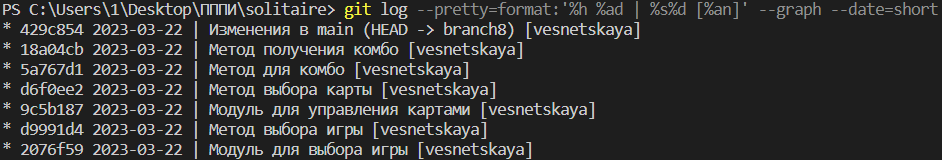 PS C:\Users\1\Desktop\ПППИ\solitaire> git log --pretty=format:'%h %ad | %s%d [%an]' --graph --date=short
* 429c854 2023-03-22 | Изменения в main (HEAD -> branch8) [vesnetskaya]
* 18a04cb 2023-03-22 | Метод получения комбо [vesnetskaya]
* 5a767d1 2023-03-22 | Метод для комбо [vesnetskaya]
* d6f0ee2 2023-03-22 | Метод выбора карты [vesnetskaya]
* 9c5b187 2023-03-22 | Модуль для управления картами [vesnetskaya]
* d9991d4 2023-03-22 | Метод выбора игры [vesnetskaya]
* 2076f59 2023-03-22 | Модуль для выбора игры [vesnetskaya]